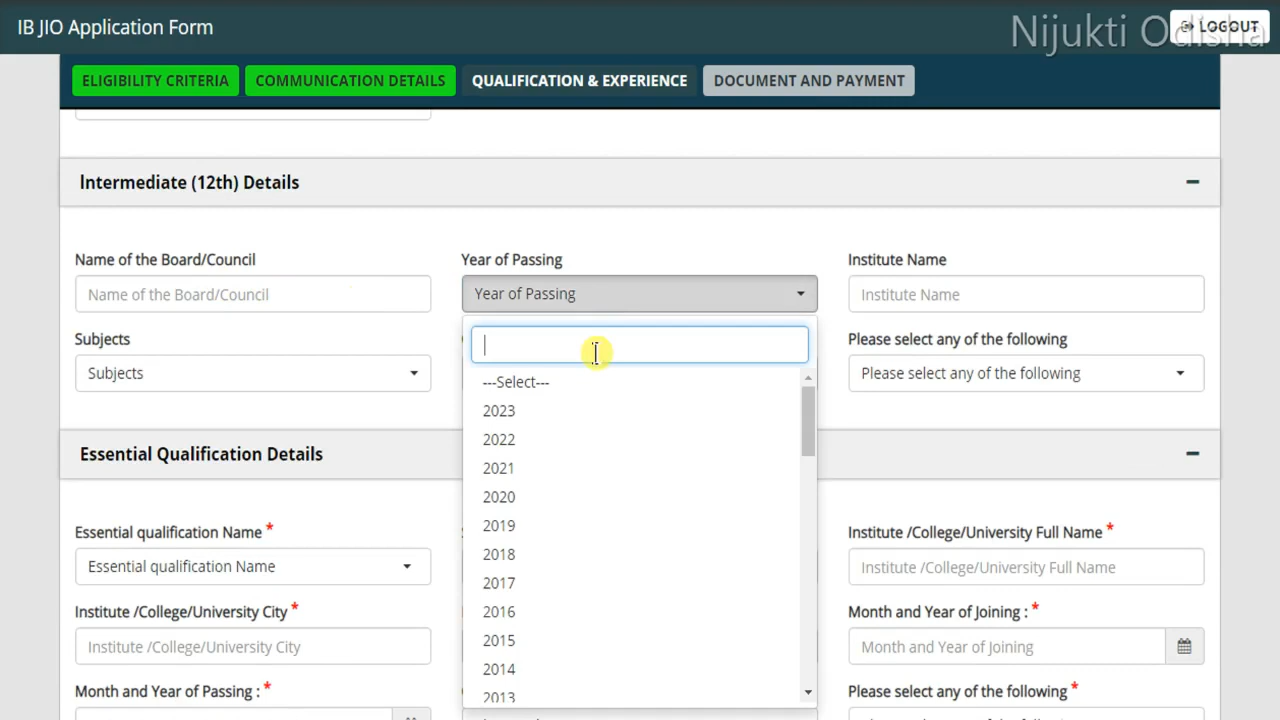 IB JIO Application Form
Nijukti Odisha
LOGOUT
ELIGIBILITY CRITERIA COMMUNICATION DETAILS QUALIFICATION & EXPERIENCE DOCUMENT AND PAYMENT
Intermediate (12th) Details
Name of the Board/Council Year of Passing Institute Name
Name of the Board/Council Year of Passing Institute Name
Subjects Please select any of the following
Subjects Please select any of the following
---Select---
2023
2022
2021
2020
2019
2018
2017
2016
2015
2014
2013
Essential Qualification Details
Essential qualification Name * Institute /College/University Full Name *
Essential qualification Name Institute /College/University Full Name
Institute /College/University City * Month and Year of Joining : *
Institute /College/University City Month and Year of Joining
Month and Year of Passing : * Please select any of the following *